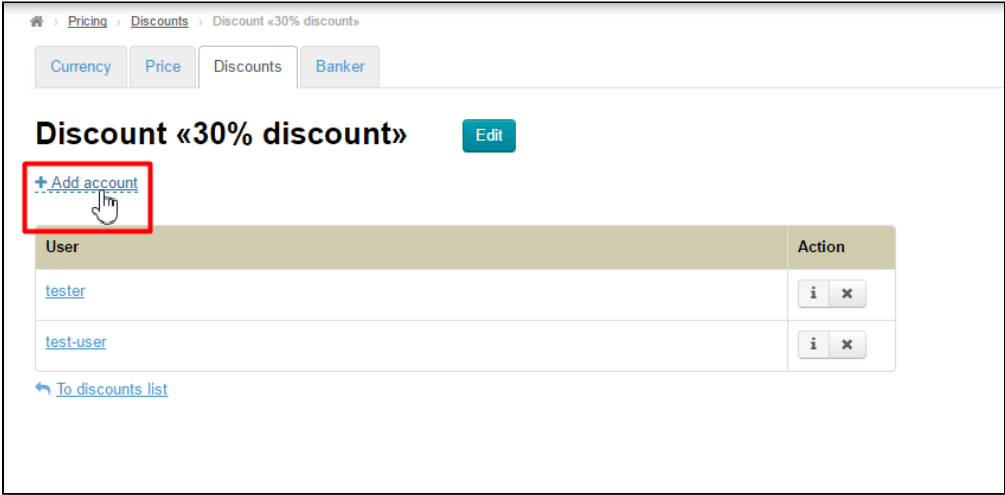 › Pricing › Discounts › Discount «30% discount»
Currency Price Discounts Banker
Discount «30% discount» Edit
+ Add account
User Action
tester i ×
test-user i ×
To discounts list